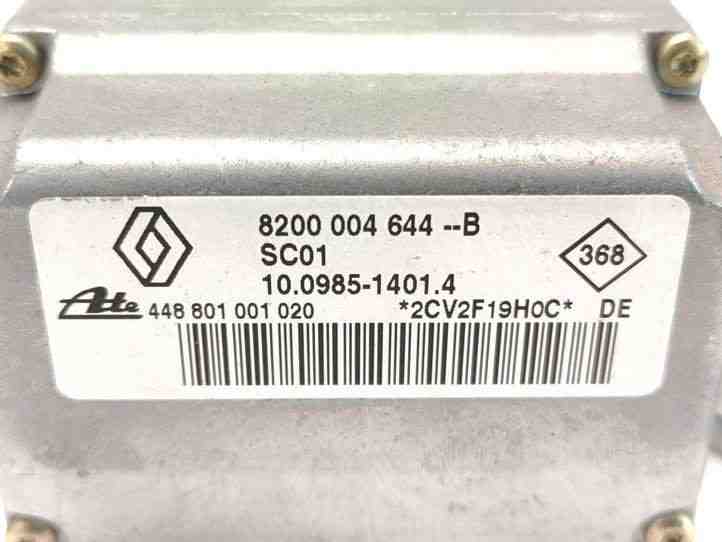 8200 004 644 --B
SC01
368
10.0985-1401.4
Ate 448 801 001 020 *2CV2F19H0C* DE